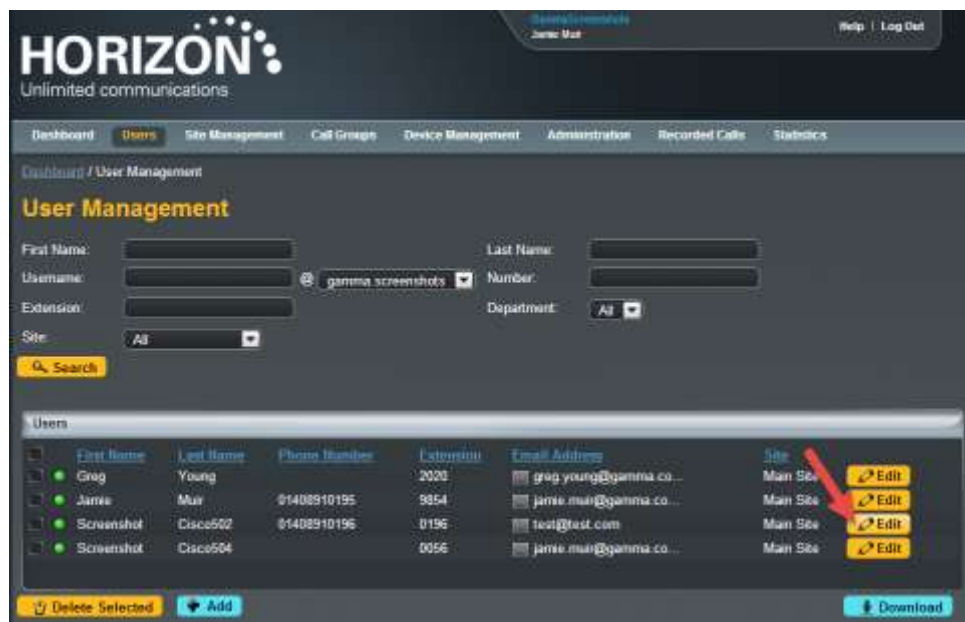 GammaScreenshots
Jamie Muir
Help | Log Out
HORIZON
Unlimited communications
Dashboard Users Site Management Call Groups Device Management Administration Recorded Calls Statistics
Dashboard / User Management
User Management
First Name: Last Name:
Username: @ gamma.screenshots Number:
Extension: Department: All
Site: All
Search
Users
First Name Last Name Phone Number Extension Email Address Site
Greg Young 2020 greg.young@gamma.co... Main Site Edit
Jamie Muir 01408910195 9854 jamie.muir@gamma.co... Main Site Edit
Screenshot Cisco502 01408910196 0196 test@test.com Main Site Edit
Screenshot Cisco504 0056 jamie.muir@gamma.co... Main Site Edit
Delete Selected Add Download